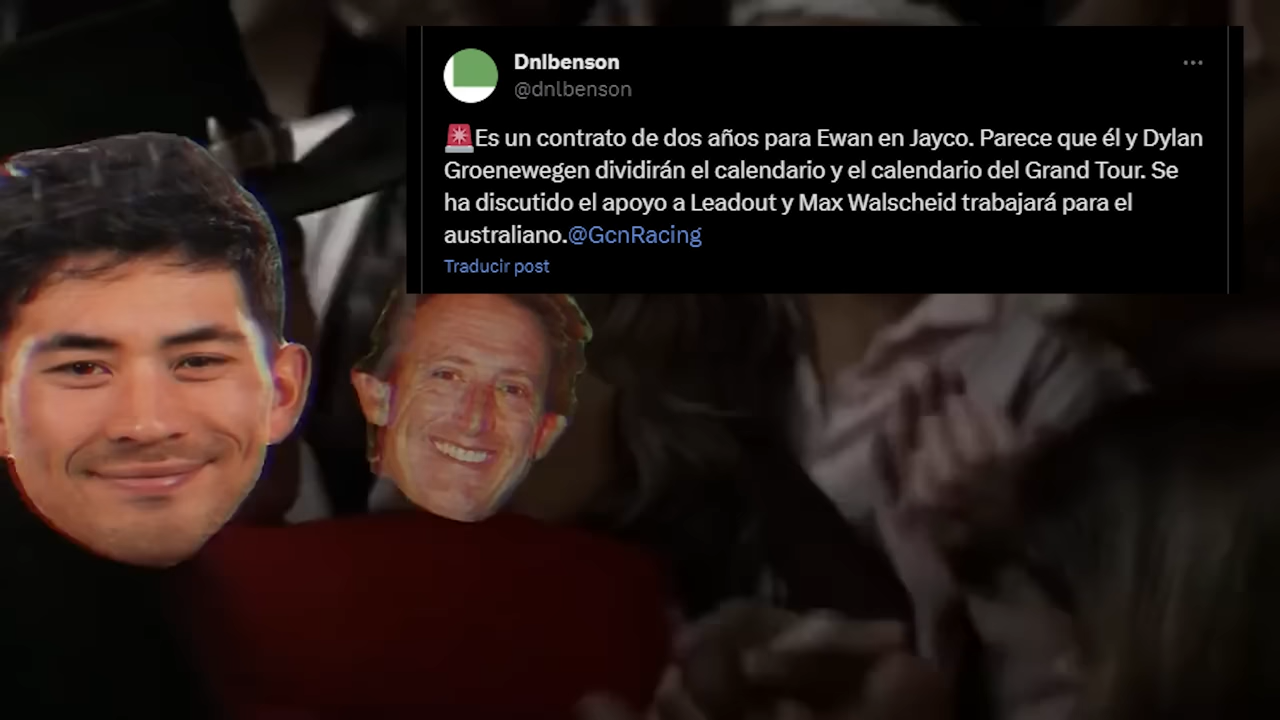 Dnlbenson
@dnlbenson
🚨Es un contrato de dos años para Ewan en Jayco. Parece que él y Dylan
Groenewegen dividirán el calendario y el calendario del Grand Tour. Se
ha discutido el apoyo a Leadout y Max Walscheid trabajará para el
australiano.@GcnRacing
Traducir post